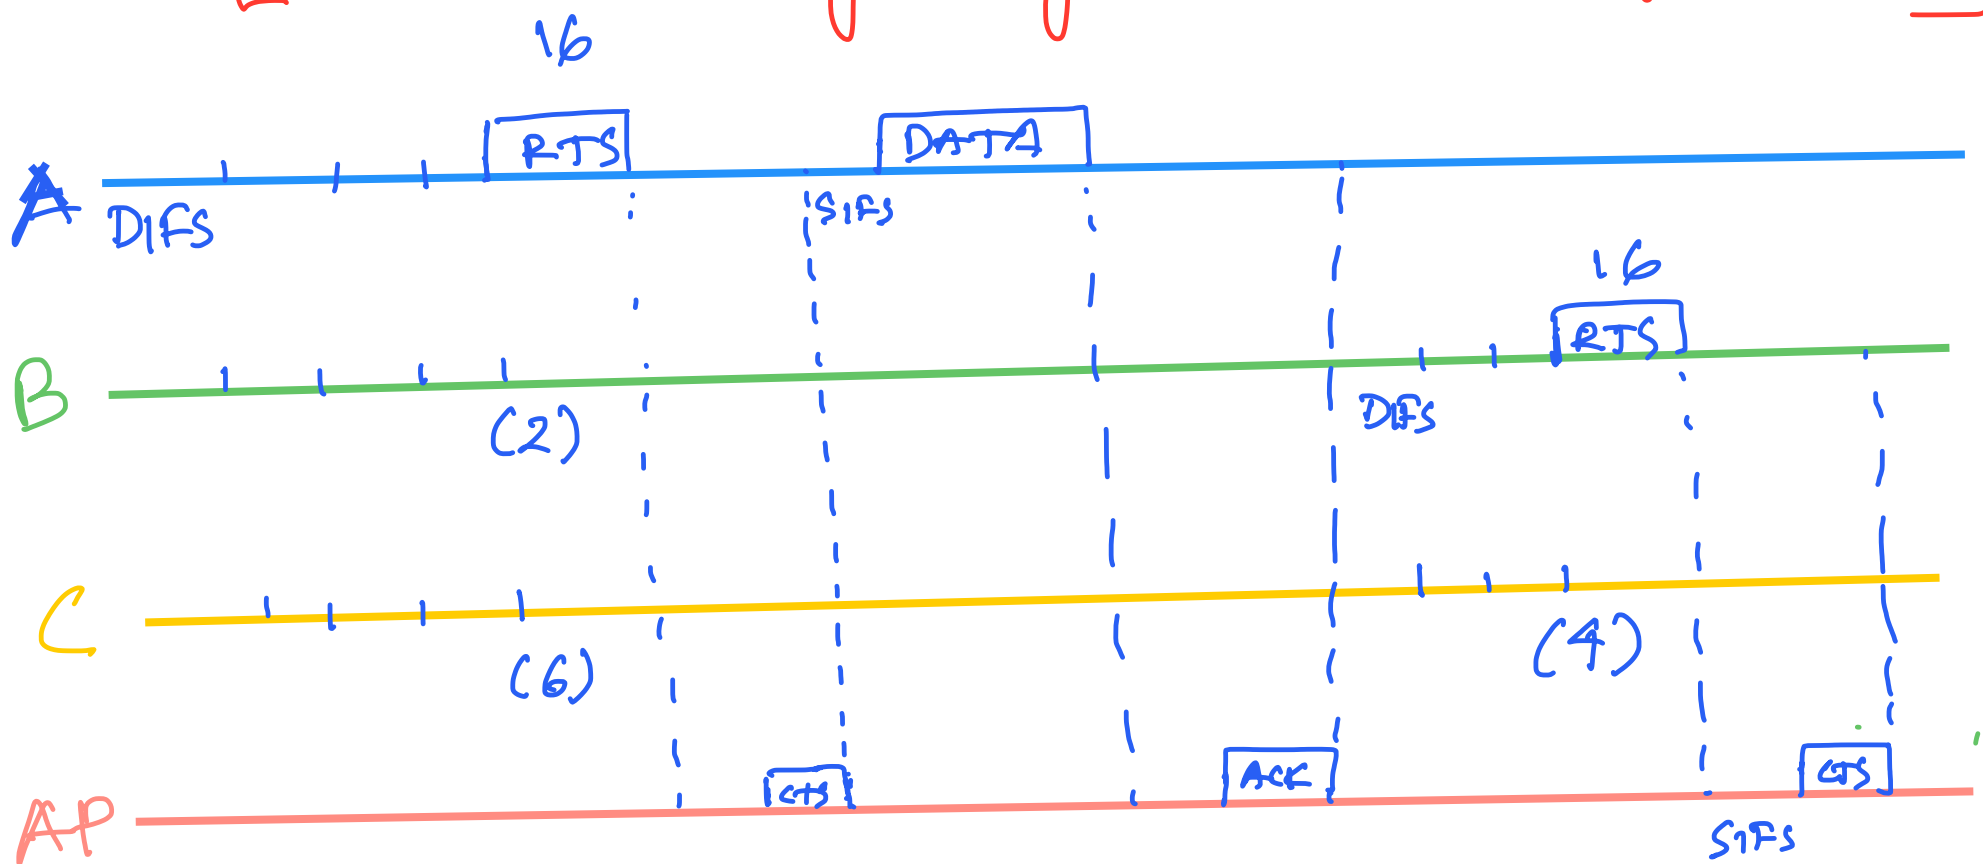 16
RTS
DATA
A
DIFS
SIFS
16
RTS
B
DIFS
(2)
C
(4)
(6)
CTS
ACK
CTS
AP
SIFS